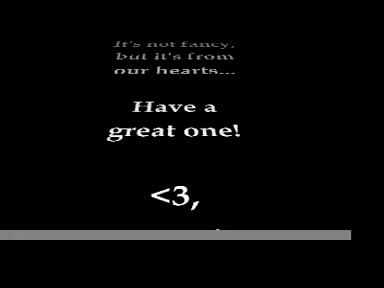 It's not fancy,
but it's from
our hearts...
Have a
great one!
<3,